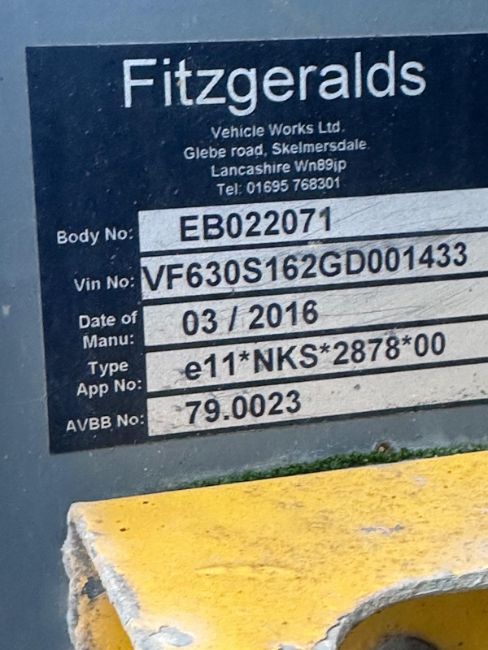 Fitzgeralds
Vehicle Works Ltd.
Glebe road, Skelmersdale
Lancashire Wn89jp
Tel: 01695 768301
Body No: EB022071
Vin No: VF630S162GD001433
Date of Manu: 03 / 2016
Type App No: e11*NKS*2878*00
AVBB No: 79.0023